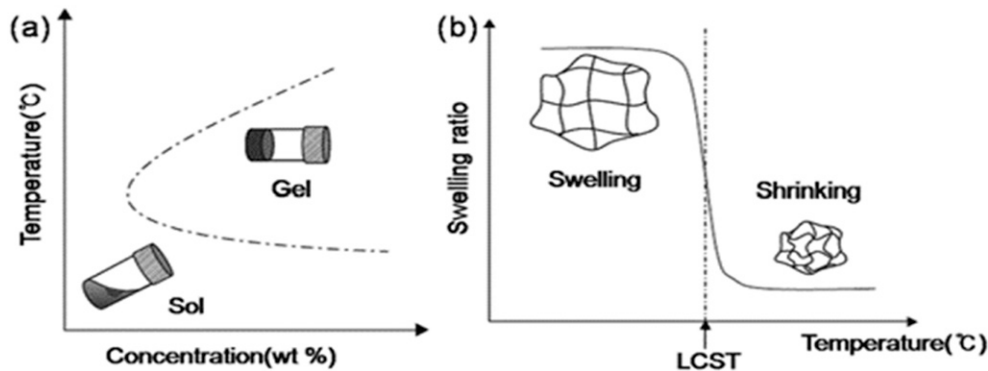 (a)
Temperature(℃)
Gel
Sol
Concentration(wt %)
(b)
Swelling ratio
Swelling
Shrinking
LCST
Temperature(℃)